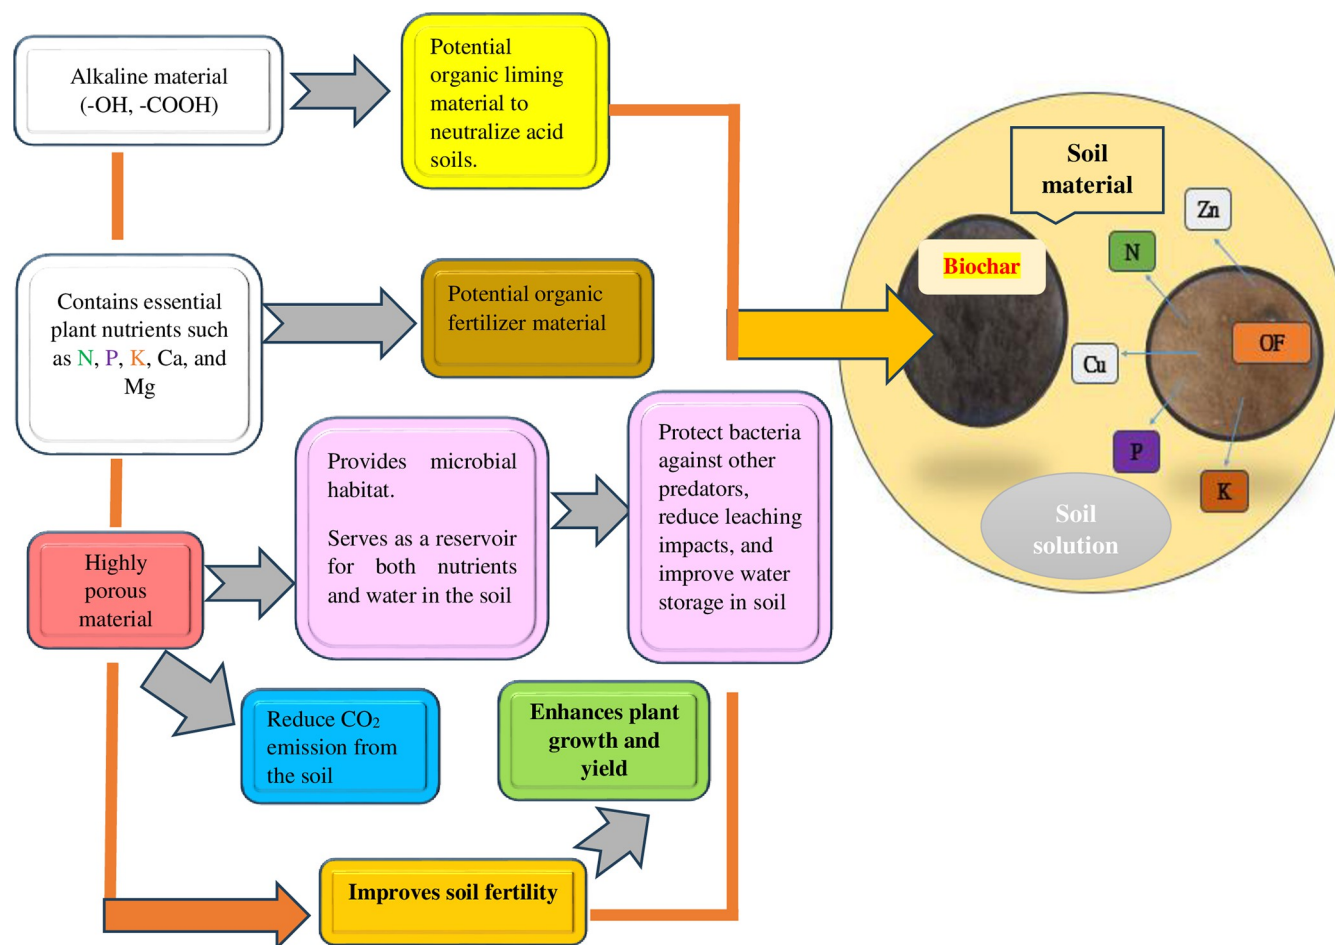 Alkaline material
(-OH, -COOH)
Potential
organic liming
material to
neutralize acid
soils.
Contains essential
plant nutrients such
as N, P, K, Ca, and
Mg
Potential organic
fertilizer material
Highly
porous
material
Provides microbial
habitat.
Serves as a reservoir
for both nutrients
and water in the soil
Protect bacteria
against other
predators,
reduce leaching
impacts, and
improve water
storage in soil
Reduce CO₂
emission from
the soil
Enhances plant
growth and
yield
Improves soil fertility
Soil
material
Biochar
Zn
N
OF
Cu
P
K
Soil
solution